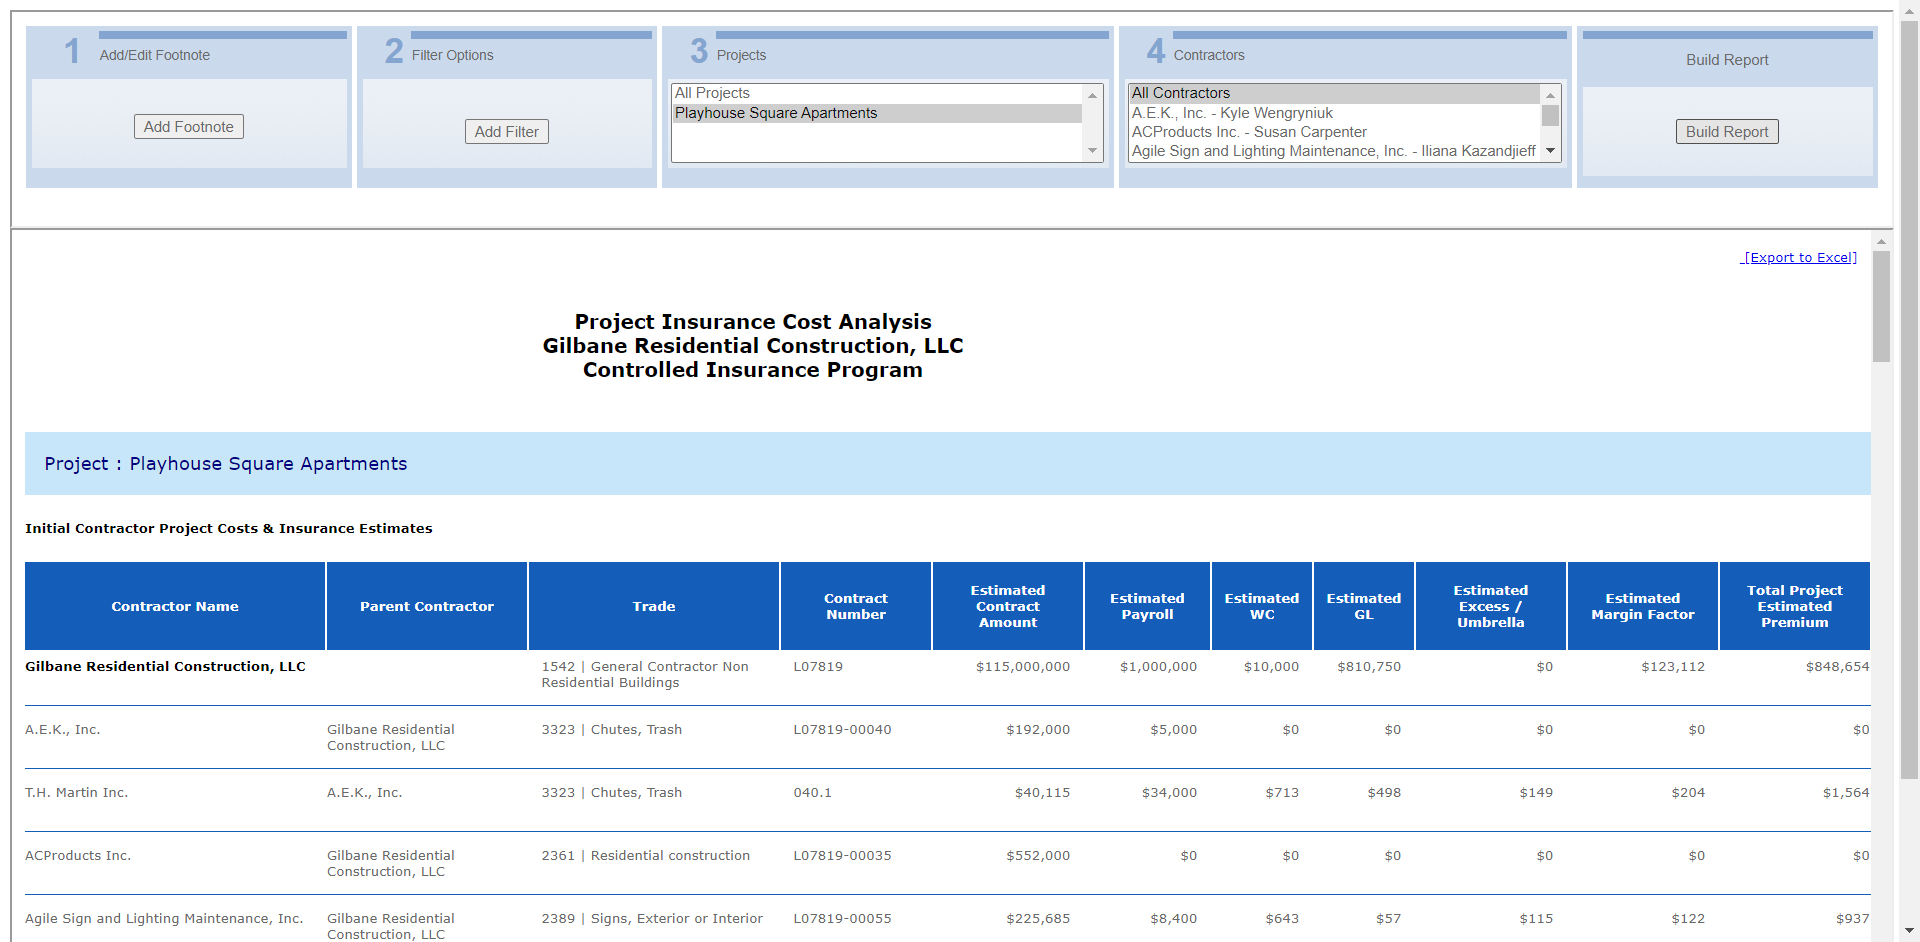 1 Add/Edit Footnote
Add Footnote
2 Filter Options
Add Filter
3 Projects
All Projects
Playhouse Square Apartments
4 Contractors
All Contractors
A.E.K., Inc. - Kyle Wengryniuk
ACProducts Inc. - Susan Carpenter
Agile Sign and Lighting Maintenance, Inc. - Iliana Kazandjieff
Build Report
Build Report
[Export to Excel]
Project Insurance Cost Analysis
Gilbane Residential Construction, LLC
Controlled Insurance Program
Project : Playhouse Square Apartments
Initial Contractor Project Costs & Insurance Estimates
Contractor Name
Parent Contractor
Trade
Contract
Number
Estimated
Contract
Amount
Estimated
Payroll
Estimated
WC
Estimated
GL
Estimated
Excess /
Umbrella
Estimated
Margin Factor
Total Project
Estimated
Premium
Gilbane Residential Construction, LLC 1542 | General Contractor Non L07819 $115,000,000 $1,000,000 $10,000 $810,750 $0 $123,112 $848,654
Residential Buildings
A.E.K., Inc. Gilbane Residential 3323 | Chutes, Trash L07819-00040 $192,000 $5,000 $0 $0 $0 $0 $0
Construction, LLC
T.H. Martin Inc. A.E.K., Inc. 3323 | Chutes, Trash 040.1 $40,115 $34,000 $713 $498 $149 $204 $1,564
ACProducts Inc. Gilbane Residential 2361 | Residential construction L07819-00035 $552,000 $0 $0 $0 $0 $0 $0
Construction, LLC
Agile Sign and Lighting Maintenance, Inc. Gilbane Residential 2389 | Signs, Exterior or Interior L07819-00055 $225,685 $8,400 $643 $57 $115 $122 $937
Construction, LLC